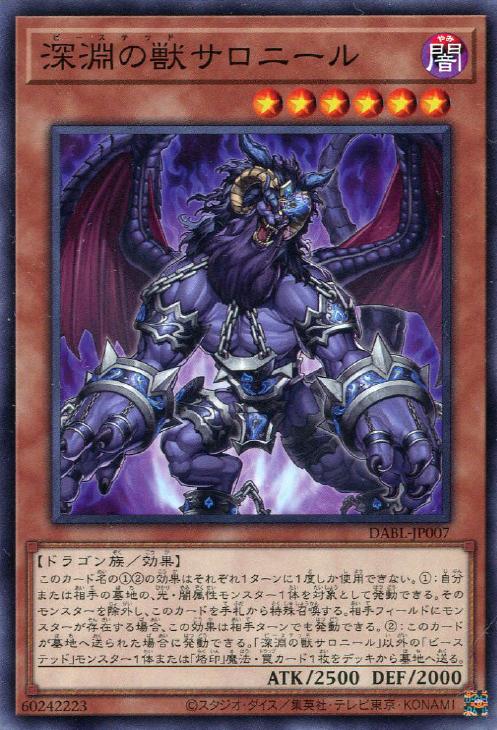 ビーステッド
深淵の獣サロニール
やみ
闇
DABL-JP007
【ドラゴン族/効果】
このカード名の①②の効果はそれぞれ1ターンに1度しか使用できない。①:自分
または相手の墓地の、光・闇属性モンスター1体を対象として発動できる。その
モンスターを除外し、このカードを手札から特殊召喚する。相手フィールドにモン
スターが存在する場合、この効果は相手ターンでも発動できる。②:このカード
が墓地へ送られた場合に発動できる。「深淵の獣サロニール」以外の「ビース
テッド」モンスター1体または「烙印」魔法・罠カード1枚をデッキから墓地へ送る。
ATK/2500 DEF/2000
60242223 ©スタジオ・ダイス/集英社・テレビ東京・KONAMI